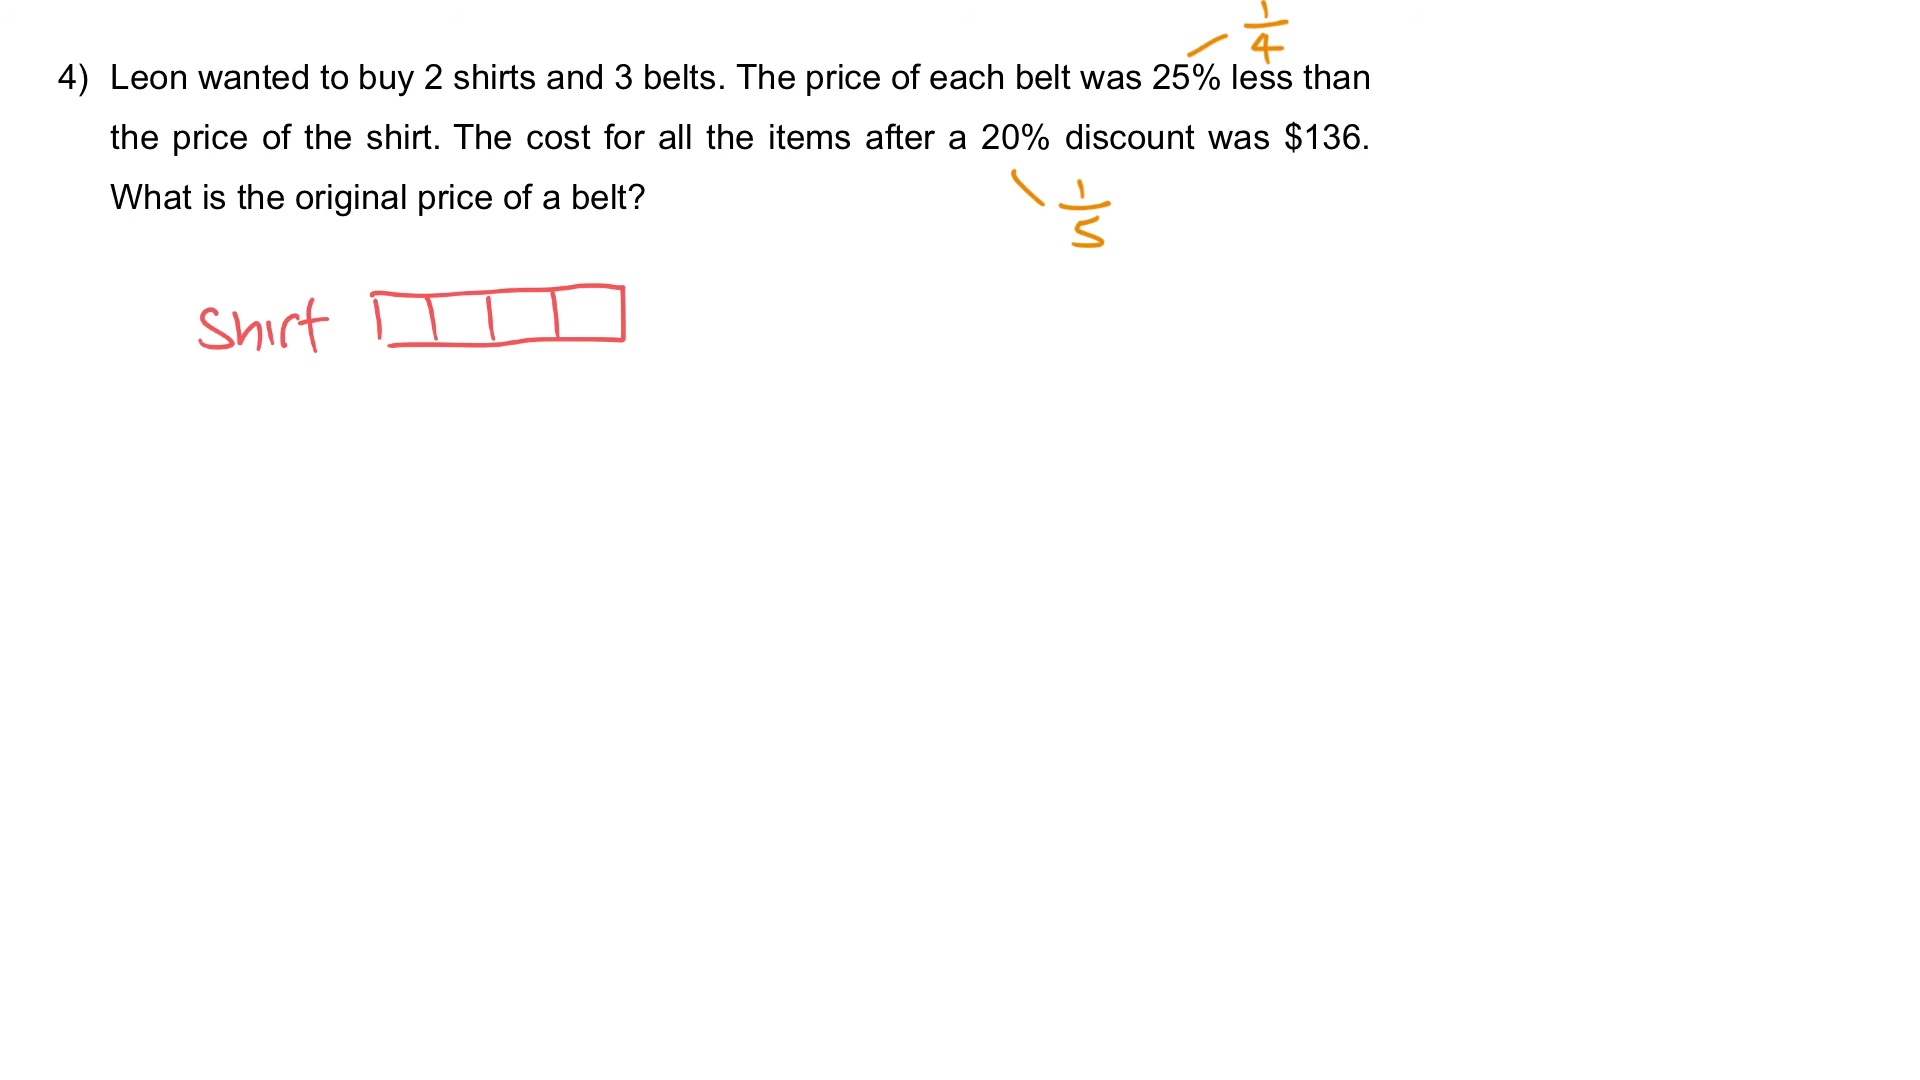 1/4
4) Leon wanted to buy 2 shirts and 3 belts. The price of each belt was 25% less than
the price of the shirt. The cost for all the items after a 20% discount was $136.
What is the original price of a belt?
1/5
Shirt